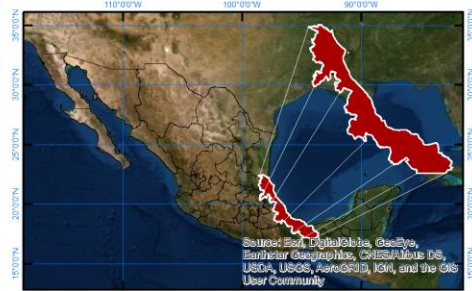 110°0'0"W 100°0'0"W 90°0'0"W
35°0'0"N
30°0'0"N
25°0'0"N
20°0'0"N
15°0'0"N
Source: Esri, DigitalGlobe, GeoEye,
Earthstar Geographics, CNES/Airbus DS,
USDA, USGS, AeroGRID, IGN, and the GIS
User Community